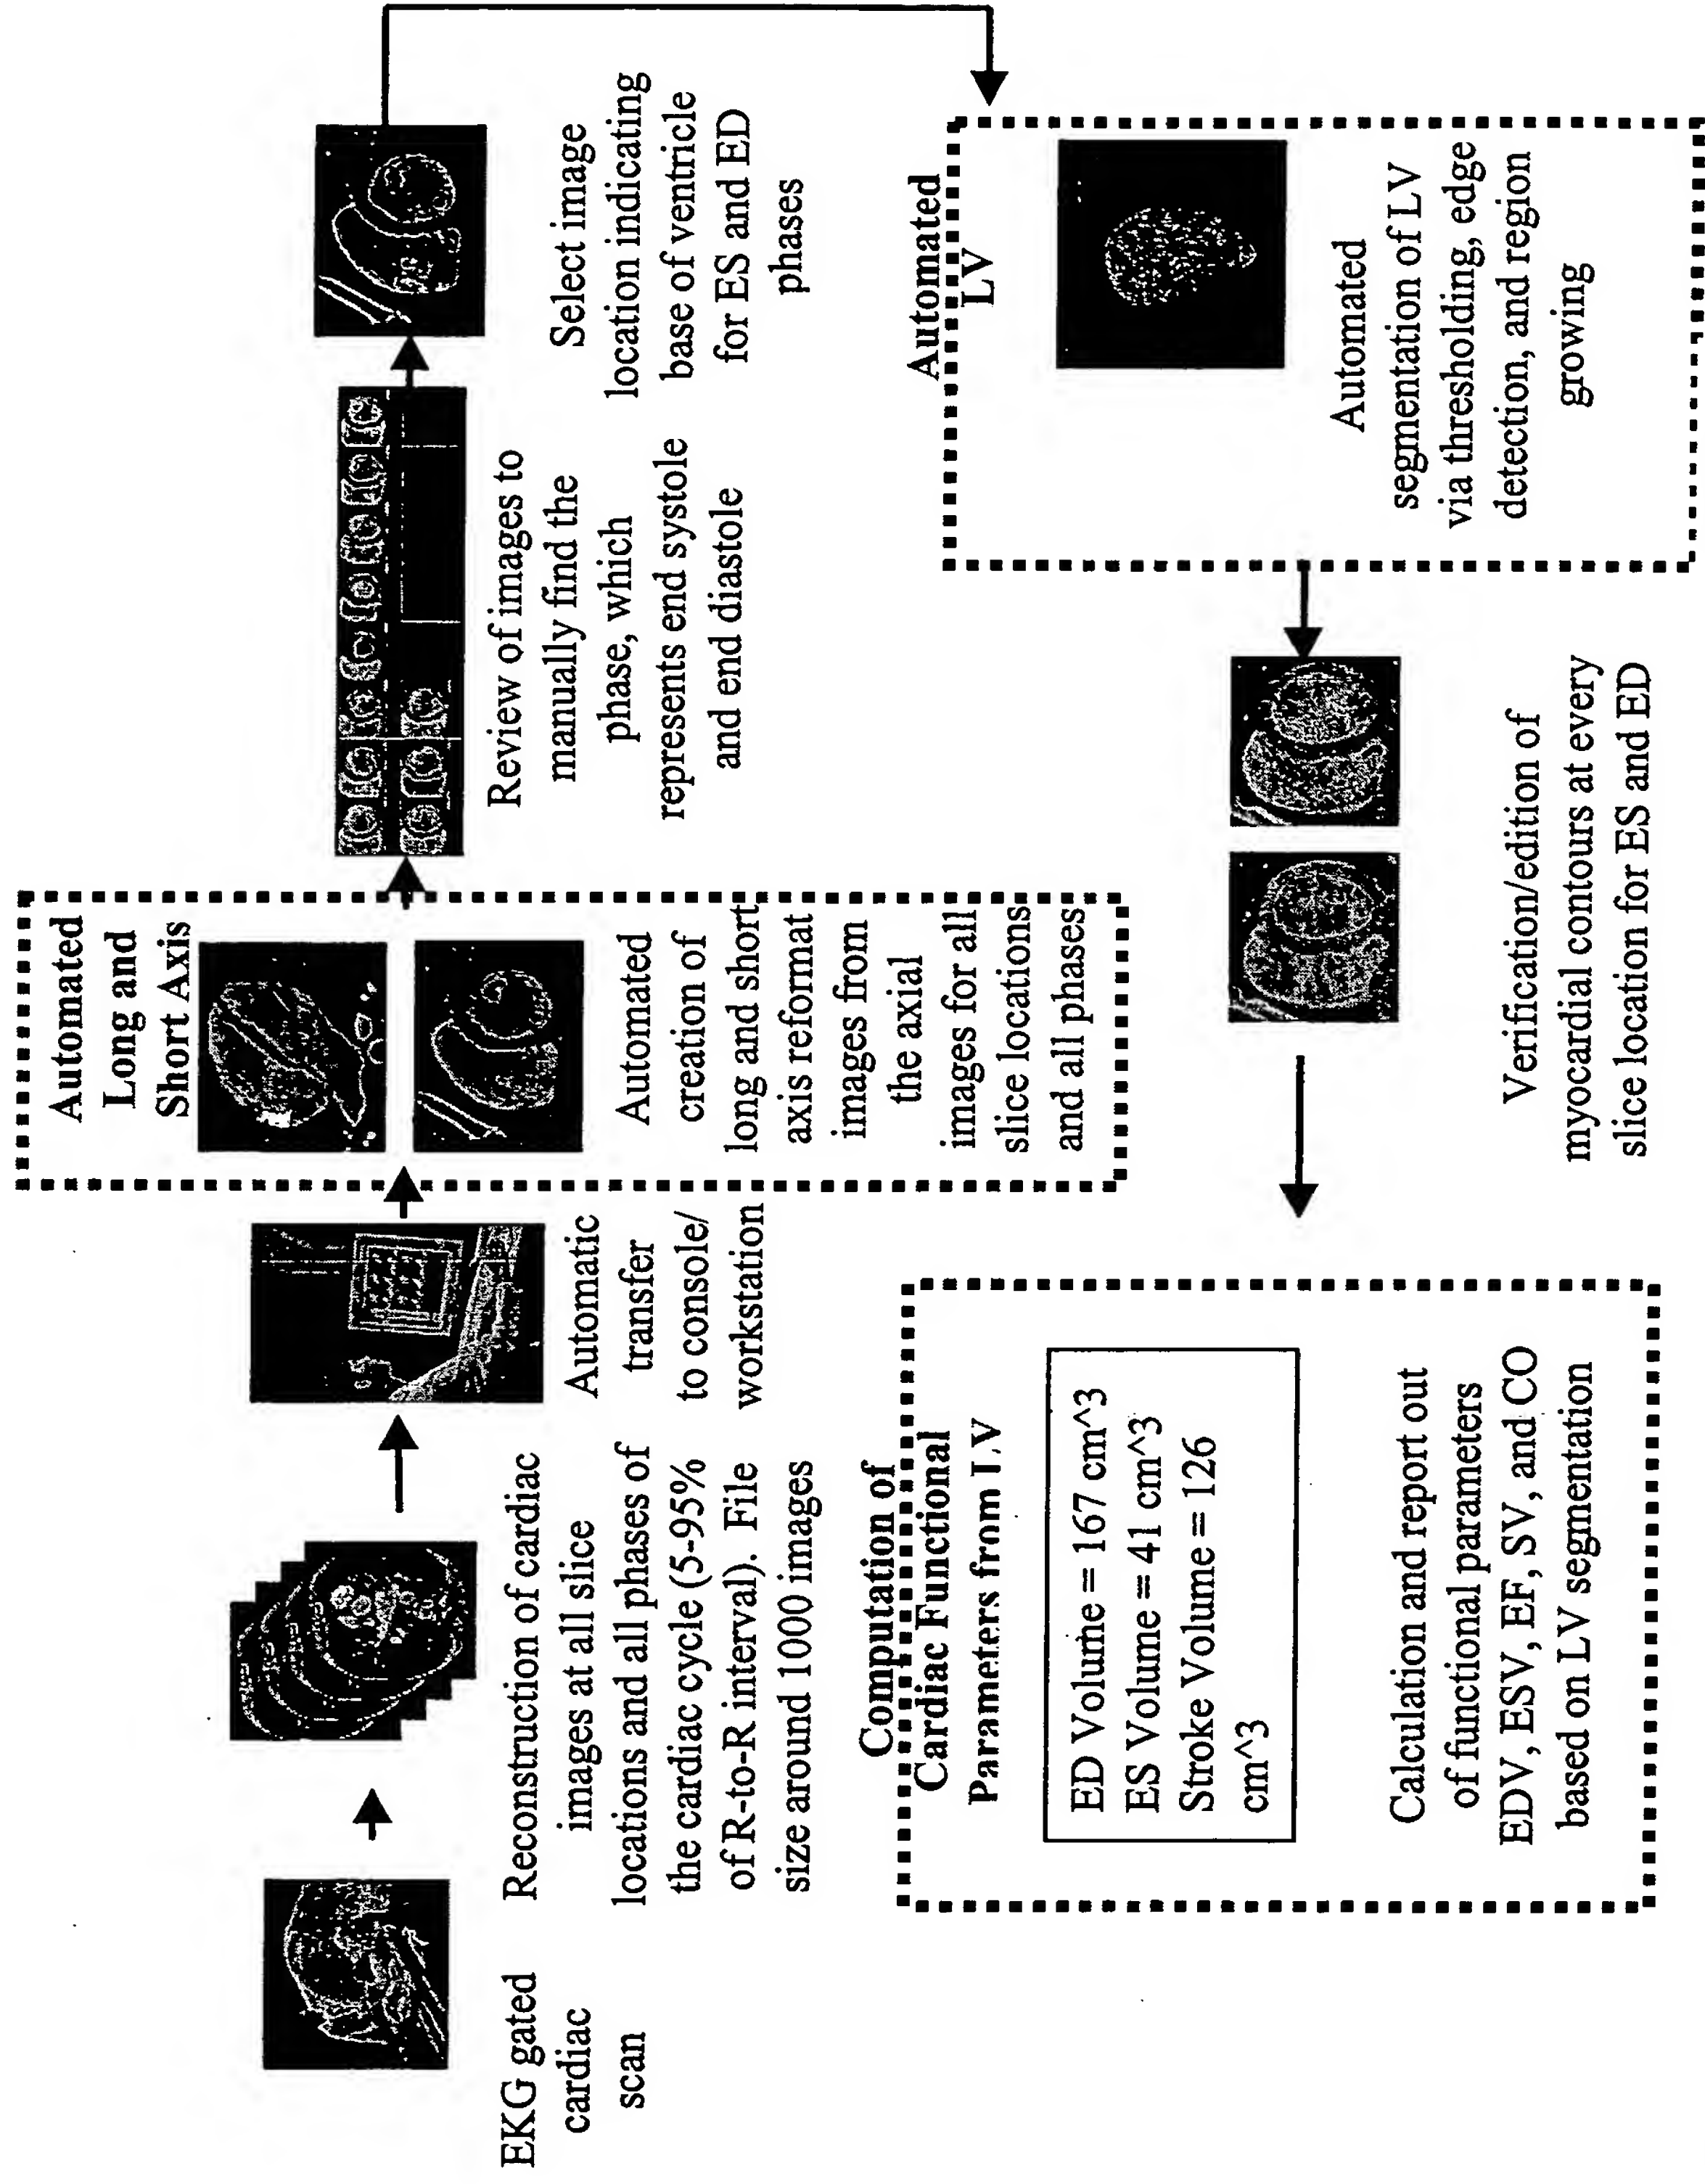 EKG gated
cardiac
scan
Reconstruction of cardiac
images at all slice
locations and all phases of
the cardiac cycle (5-95%
of R-to-R interval). File
size around 1000 images
Automatic
transfer
to console/
workstation
Automated
Long and
Short Axis
Automated
creation of
long and short
axis reformat
images from
the axial
images for all
slice locations
and all phases
Review of images to
manually find the
phase, which
represents end systole
and end diastole
Select image
location indicating
base of ventricle
for ES and ED
phases
Automated
LV
Automated
segmentation of LV
via thresholding, edge
detection, and region
growing
Verification/edition of
myocardial contours at every
slice location for ES and ED
Computation of
Cardiac Functional
Parameters from LV
ED Volume = 167 cm^3
ES Volume = 41 cm^3
Stroke Volume = 126
cm^3
Calculation and report out
of functional parameters
EDV, ESV, EF, SV, and CO
based on LV segmentation